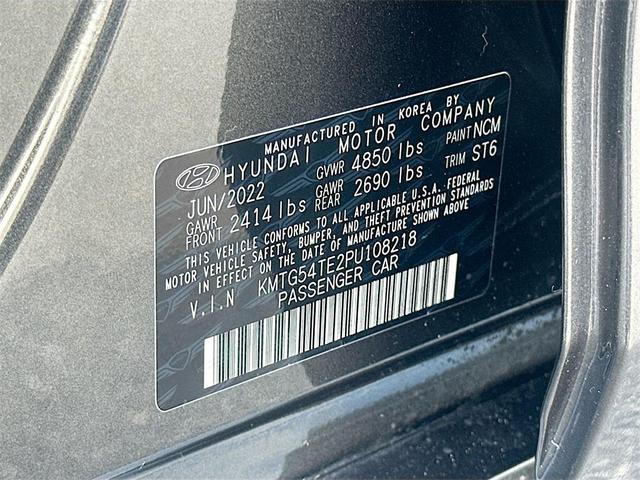 MANUFACTURED IN KOREA BY
HYUNDAI MOTOR COMPANY
JUN/2022 GVWR 4850 lbs PAINT NCM
GAWR FRONT 2414 lbs GAWR REAR 2690 lbs TRIM ST6
THIS VEHICLE CONFORMS TO ALL APPLICABLE U.S.A. FEDERAL
MOTOR VEHICLE SAFETY, BUMPER, AND THEFT PREVENTION STANDARDS
IN EFFECT ON THE DATE OF MANUFACTURE SHOWN ABOVE
V.I.N KMTG54TE2PU108218
PASSENGER CAR